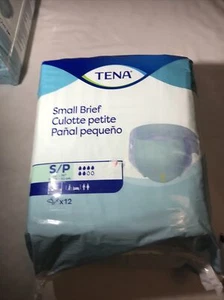 TENA
Small Brief
Culotte petite
Pañal pequeño
S/P
x12